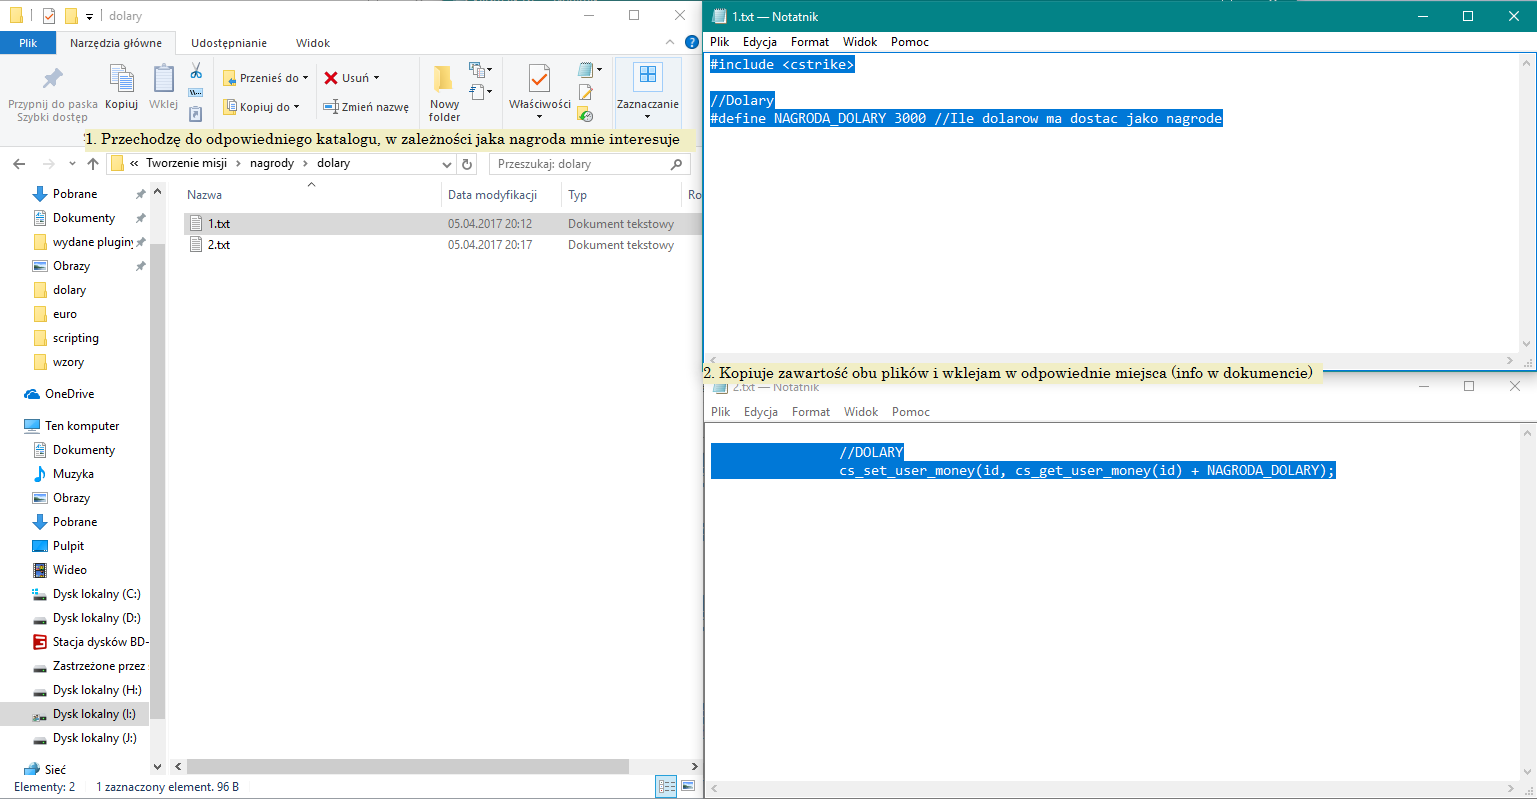 dolary
Plik Narzędzia główne Udostępnianie Widok
Przypnij do paska Szybki dostęp
Kopiuj
Wklej
Przenieś do
Kopiuj do
Usuń
Zmień nazwę
Nowy folder
Właściwości
Zaznaczanie
1. Przechodzę do odpowiedniego katalogu, w zależności jaka nagroda mnie interesuje
« Tworzenie misji > nagrody > dolary
Przeszukaj: dolary
Pobrane
Dokumenty
wydane pluginy
Obrazy
dolary
euro
scripting
wzory
OneDrive
Ten komputer
Dokumenty
Muzyka
Obrazy
Pobrane
Pulpit
Wideo
Dysk lokalny (C:)
Dysk lokalny (D:)
Stacja dysków BD-
Zastrzeżone przez
Dysk lokalny (H:)
Dysk lokalny (I:)
Dysk lokalny (J:)
Sieć
Nazwa Data modyfikacji Typ Ro
1.txt 05.04.2017 20:12 Dokument tekstowy
2.txt 05.04.2017 20:17 Dokument tekstowy
Elementy: 2 1 zaznaczony element. 96 B
1.txt — Notatnik
Plik Edycja Format Widok Pomoc
#include <cstrike>
//Dolary
#define NAGRODA_DOLARY 3000 //Ile dolarow ma dostac jako nagrode
2. Kopiuje zawartość obu plików i wklejam w odpowiednie miejsca (info w dokumencie)
2.txt — Notatnik
Plik Edycja Format Widok Pomoc
//DOLARY
cs_set_user_money(id, cs_get_user_money(id) + NAGRODA_DOLARY);